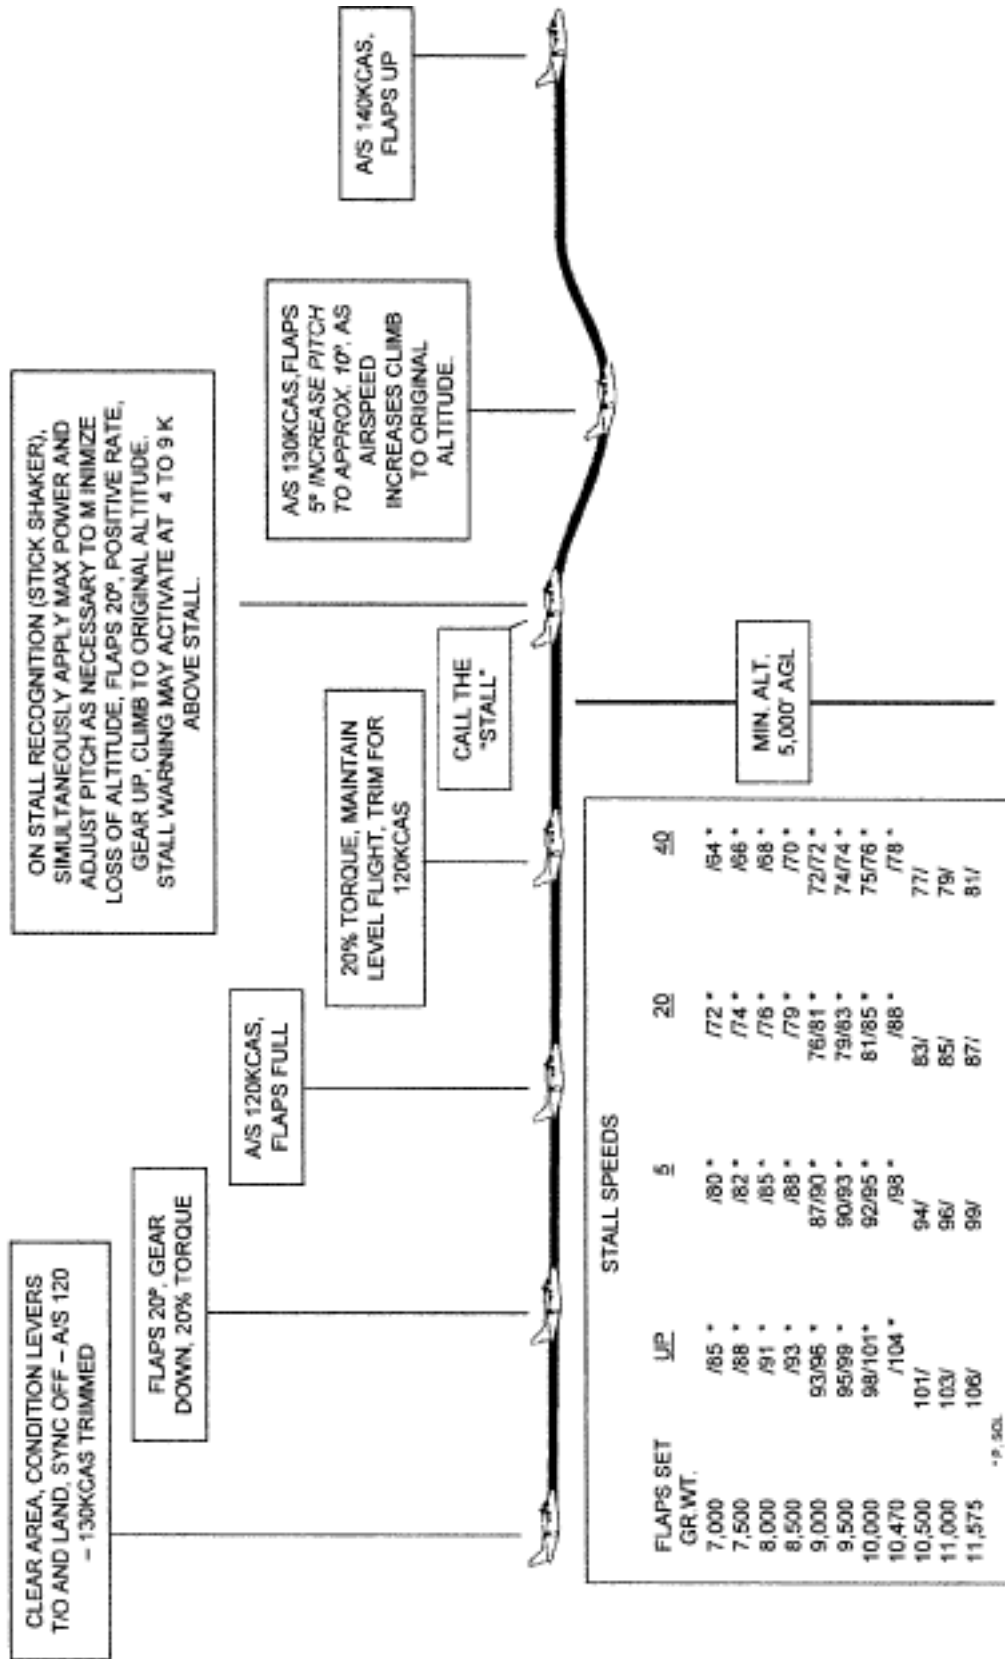 CLEAR AREA, CONDITION LEVERS
T/O AND LAND, SYNC OFF – A/S 120
– 130KCAS TRIMMED
FLAPS 20º, GEAR
DOWN, 20% TORQUE
A/S 120KCAS,
FLAPS FULL
20% TORQUE, MAINTAIN
LEVEL FLIGHT, TRIM FOR
120KCAS
CALL THE
"STALL"
ON STALL RECOGNITION (STICK SHAKER),
SIMULTANEOUSLY APPLY MAX POWER AND
ADJUST PITCH AS NECESSARY TO M INIMIZE
LOSS OF ALTITUDE, FLAPS 20º, POSITIVE RATE,
GEAR UP, CLIMB TO ORIGINAL ALTITUDE.
STALL WARNING MAY ACTIVATE AT 4 TO 9 K
ABOVE STALL.
A/S 130KCAS,FLAPS
5º INCREASE PITCH
TO APPROX. 10º, AS
AIRSPEED
INCREASES CLIMB
TO ORIGINAL
ALTITUDE.
A/S 140KCAS,
FLAPS UP
MIN. ALT.
5,000' AGL
STALL SPEEDS
FLAPS SET UP 5 20 40
GR.WT.
7,000 /85 * /80 * /72 * /64 *
7,500 /88 * /82 * /74 * /66 *
8,000 /91 * /85 * /76 * /68 *
8,500 /93 * /88 * /79 * /70 *
9,000 93/96 * 87/90 * 76/81 * 72/72 *
9,500 95/99 * 90/93 * 79/83 * 74/74 *
10,000 98/101* 92/95 * 81/85 * 75/76 *
10,470 /104 * /98 * /88 * /78 *
10,500 101/ 94/ 83/ 77/
11,000 103/ 96/ 85/ 79/
11,575 106/ 99/ 87/ 81/